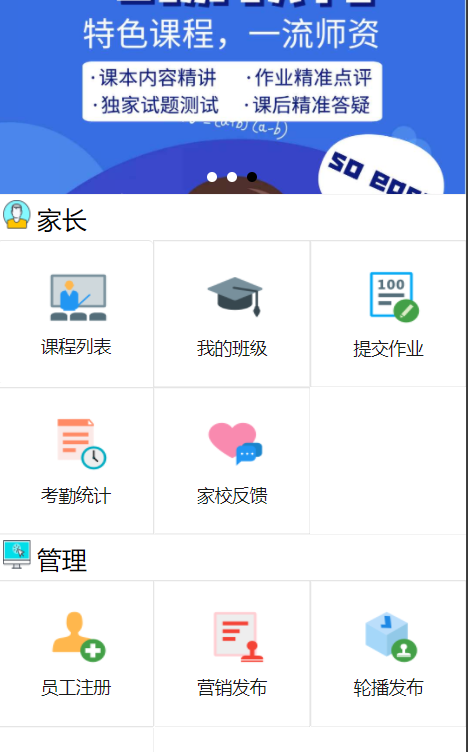 特色课程，一流师资
·课本内容精讲 ·作业精准点评
·独家试题测试 ·课后精准答疑
(a-b)
so easy
家长
课程列表 我的班级 提交作业
100
考勤统计 家校反馈
管理
员工注册 营销发布 轮播发布